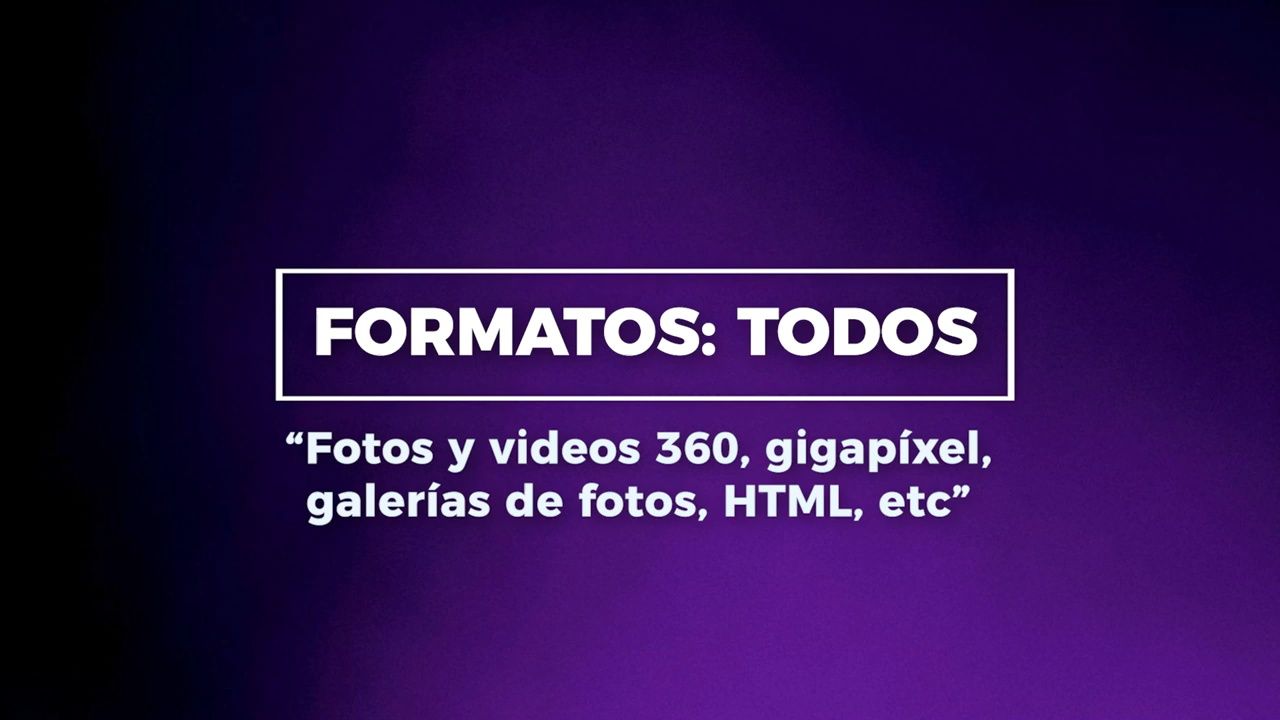 FORMATOS: TODOS
“Fotos y videos 360, gigapíxel,
galerías de fotos, HTML, etc”